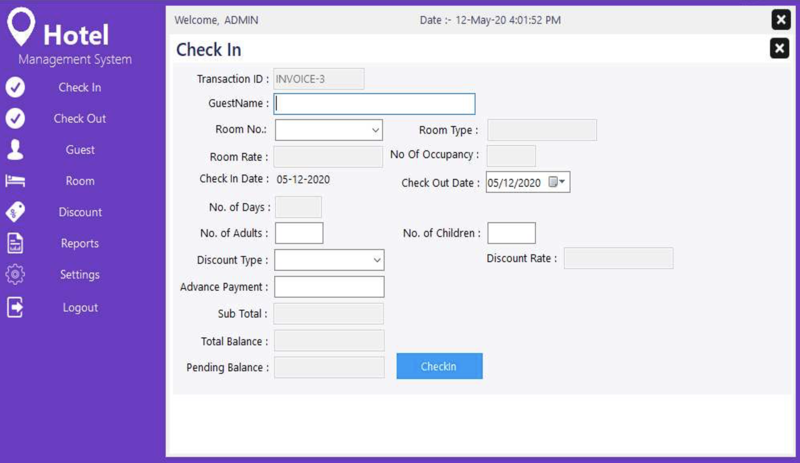 Hotel
Management System
Check In
Check Out
Guest
Room
Discount
Reports
Settings
Logout
Welcome, ADMIN
Date :- 12-May-20 4:01:52 PM
Check In
Transaction ID : INVOICE-3
GuestName :
Room No.: Room Type :
Room Rate : No Of Occupancy :
Check In Date : 05-12-2020 Check Out Date : 05/12/2020
No. of Days :
No. of Adults : No. of Children :
Discount Type : Discount Rate :
Advance Payment :
Sub Total :
Total Balance :
Pending Balance : CheckIn